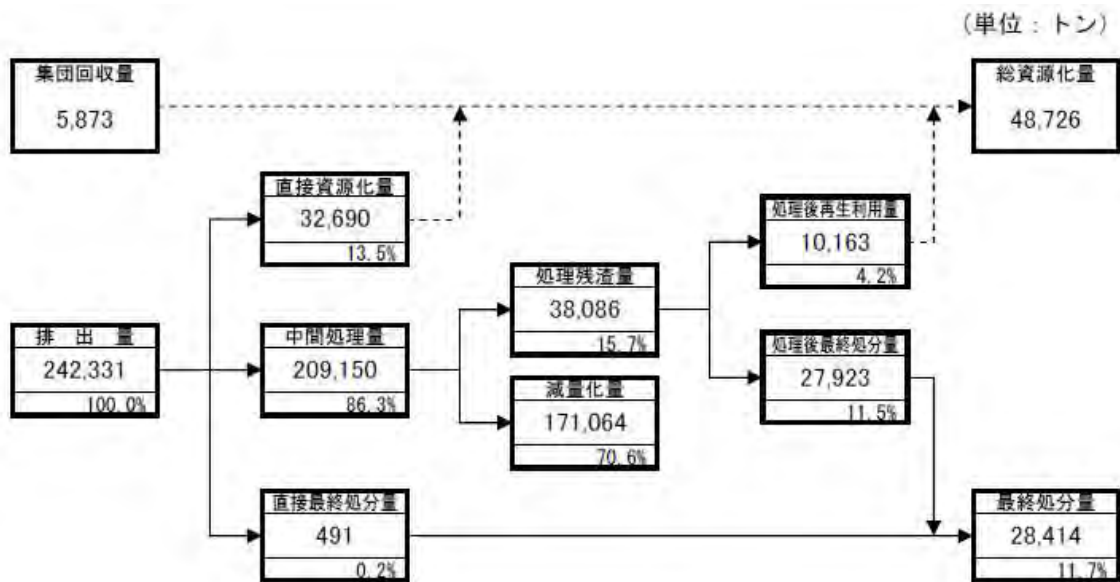 (単位:トン)
集団回収量
5,873
総資源化量
48,726
直接資源化量
32,690
13.5%
処理後再生利用量
10,163
4.2%
処理残渣量
38,086
15.7%
排 出 量
242,331
100.0%
中間処理量
209,150
86.3%
処理後最終処分量
27,923
11.5%
減量化量
171,064
70.6%
直接最終処分量
491
0.2%
最終処分量
28,414
11.7%